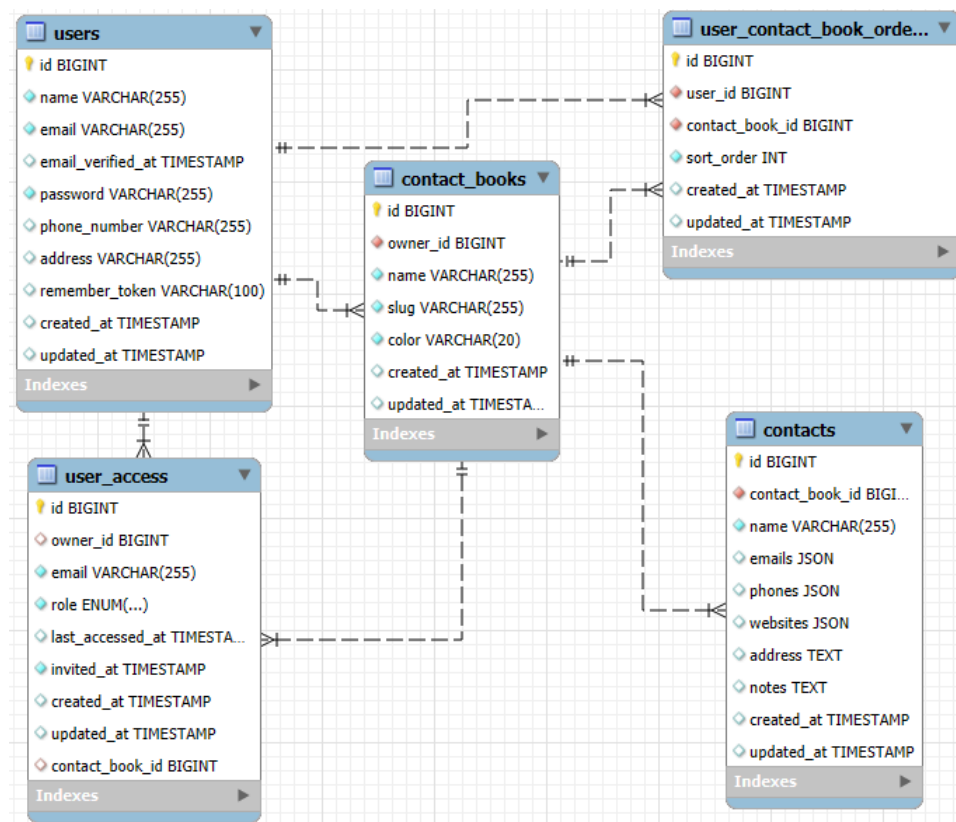 users
id BIGINT
name VARCHAR(255)
email VARCHAR(255)
email_verified_at TIMESTAMP
password VARCHAR(255)
phone_number VARCHAR(255)
address VARCHAR(255)
remember_token VARCHAR(100)
created_at TIMESTAMP
updated_at TIMESTAMP
Indexes
user_contact_book_orde...
id BIGINT
user_id BIGINT
contact_book_id BIGINT
sort_order INT
created_at TIMESTAMP
updated_at TIMESTAMP
Indexes
contact_books
id BIGINT
owner_id BIGINT
name VARCHAR(255)
slug VARCHAR(255)
color VARCHAR(20)
created_at TIMESTAMP
updated_at TIMESTA...
Indexes
user_access
id BIGINT
owner_id BIGINT
email VARCHAR(255)
role ENUM(...)
last_accessed_at TIMESTA...
invited_at TIMESTAMP
created_at TIMESTAMP
updated_at TIMESTAMP
contact_book_id BIGINT
Indexes
contacts
id BIGINT
contact_book_id BIGI...
name VARCHAR(255)
emails JSON
phones JSON
websites JSON
address TEXT
notes TEXT
created_at TIMESTAMP
updated_at TIMESTAMP
Indexes